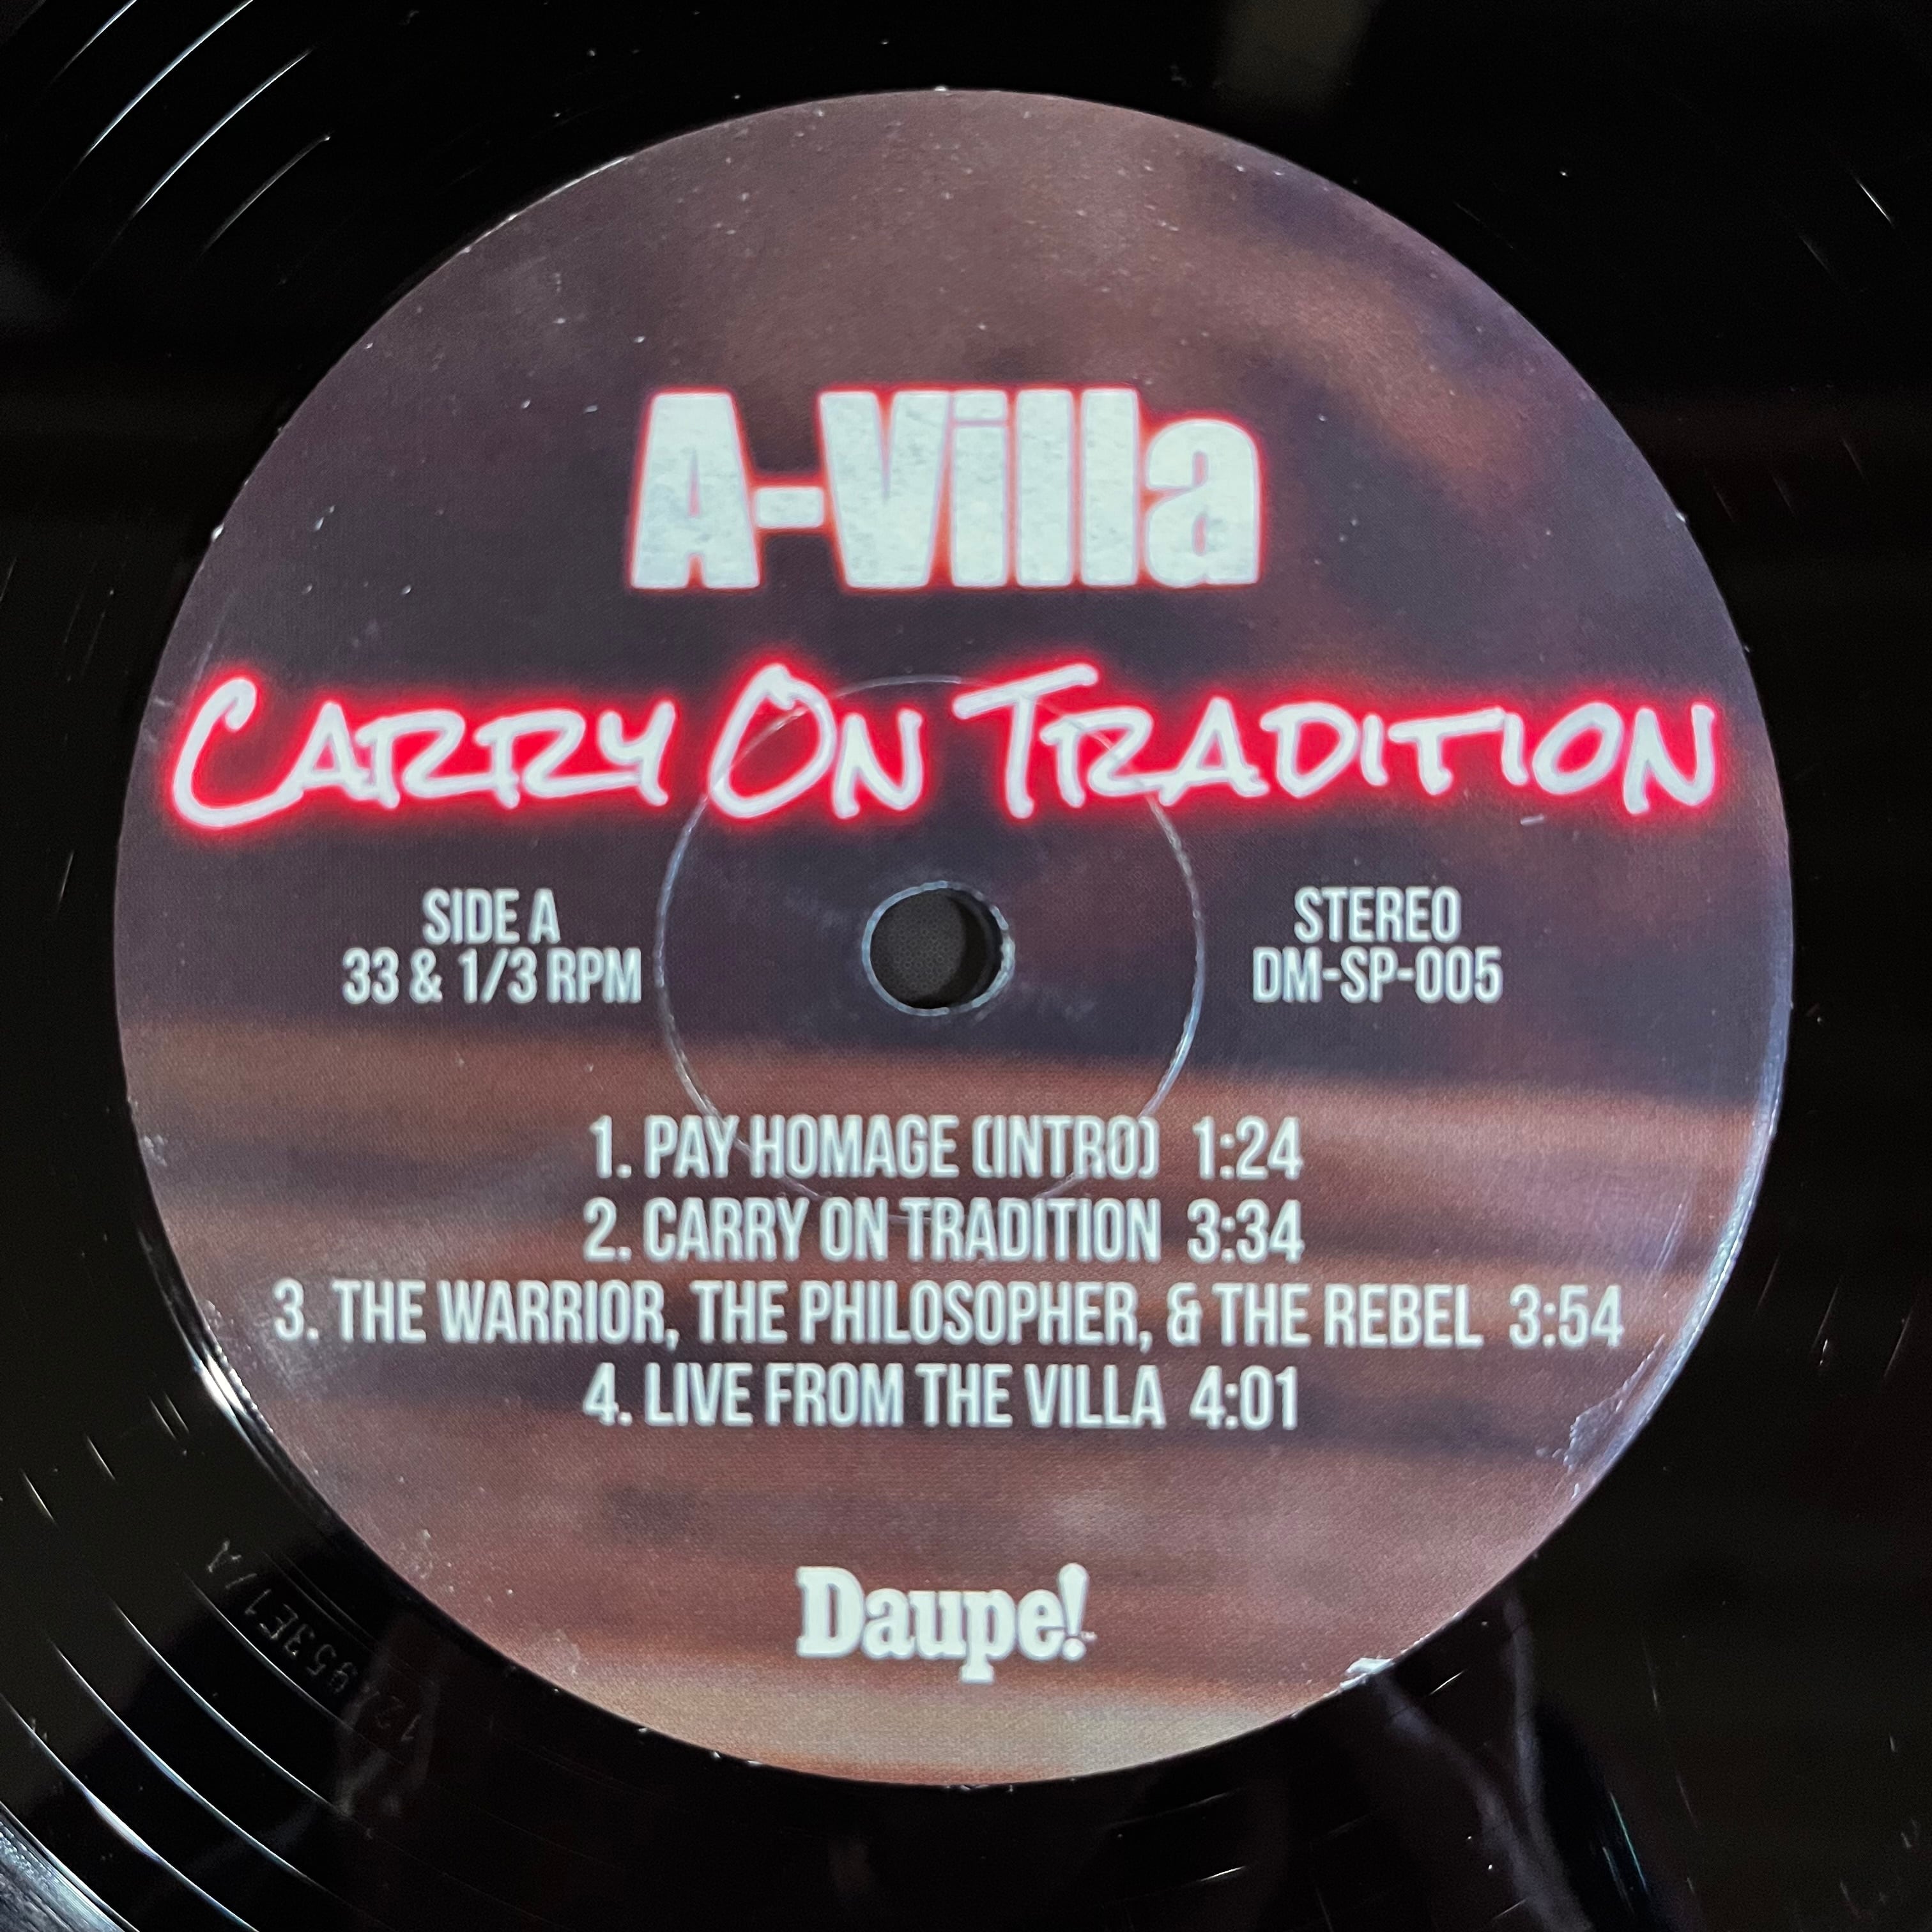 A-Villa
CARRY ON TRADITION
SIDE A
33 & 1/3 RPM
STEREO
DM-SP-005
1. PAY HOMAGE (INTRO) 1:24
2. CARRY ON TRADITION 3:34
3. THE WARRIOR, THE PHILOSOPHER, & THE REBEL 3:54
4. LIVE FROM THE VILLA 4:01
Daupe!